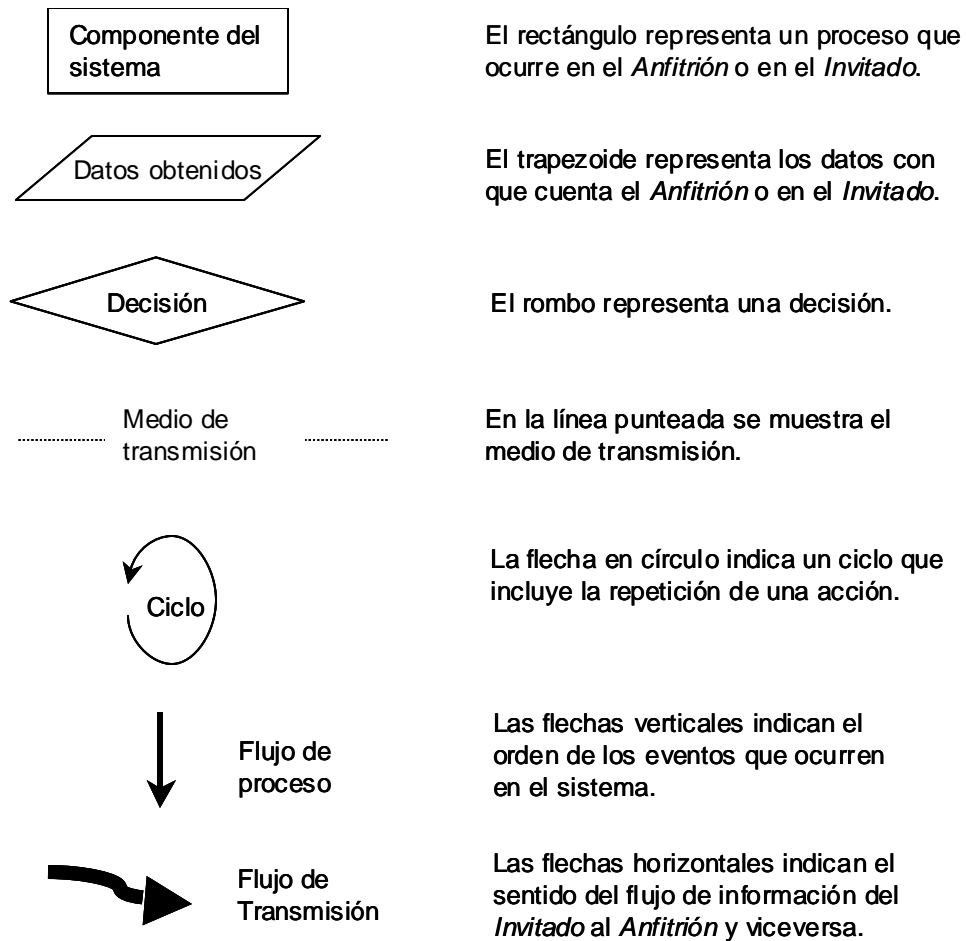 Componente del
sistema
El rectángulo representa un proceso que
ocurre en el Anfitrión o en el Invitado.
Datos obtenidos
El trapezoide representa los datos con
que cuenta el Anfitrión o en el Invitado.
Decisión
El rombo representa una decisión.
Medio de
transmisión
En la línea punteada se muestra el
medio de transmisión.
Ciclo
La flecha en círculo indica un ciclo que
incluye la repetición de una acción.
Flujo de
proceso
Las flechas verticales indican el
orden de los eventos que ocurren
en el sistema.
Flujo de
Transmisión
Las flechas horizontales indican el
sentido del flujo de información del
Invitado al Anfitrión y viceversa.